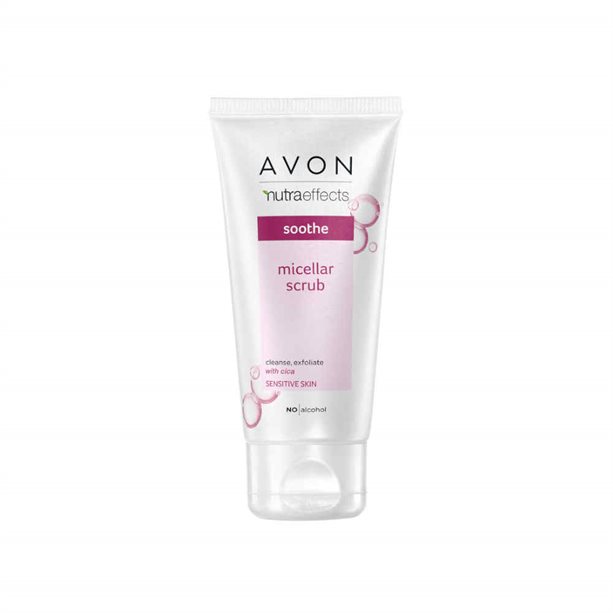 AVON
nutraeffects
soothe
micellar
scrub
cleanse, exfoliate
with cica
SENSITIVE SKIN
NO|alcohol